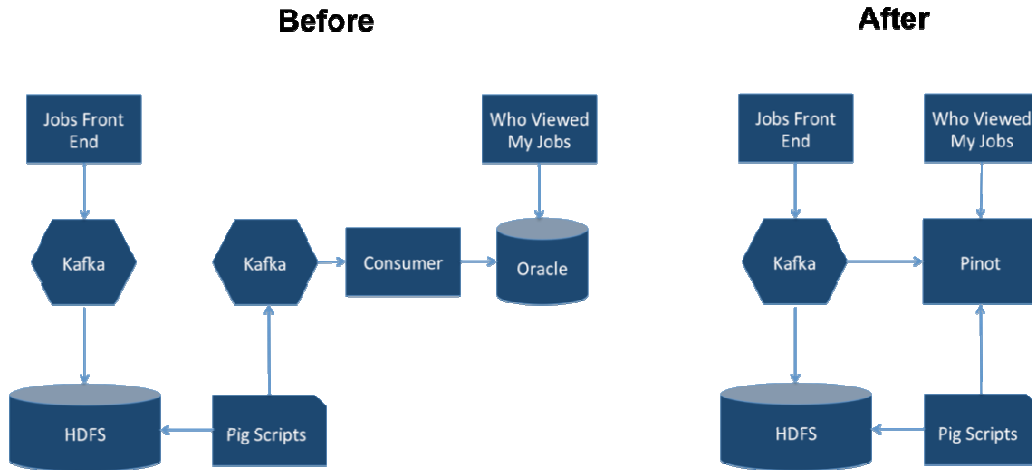 Before
After
Jobs Front
End
Who Viewed
My Jobs
Jobs Front
End
Who Viewed
My Jobs
Kafka
Kafka
Consumer
Oracle
Kafka
Pinot
HDFS
Pig Scripts
HDFS
Pig Scripts